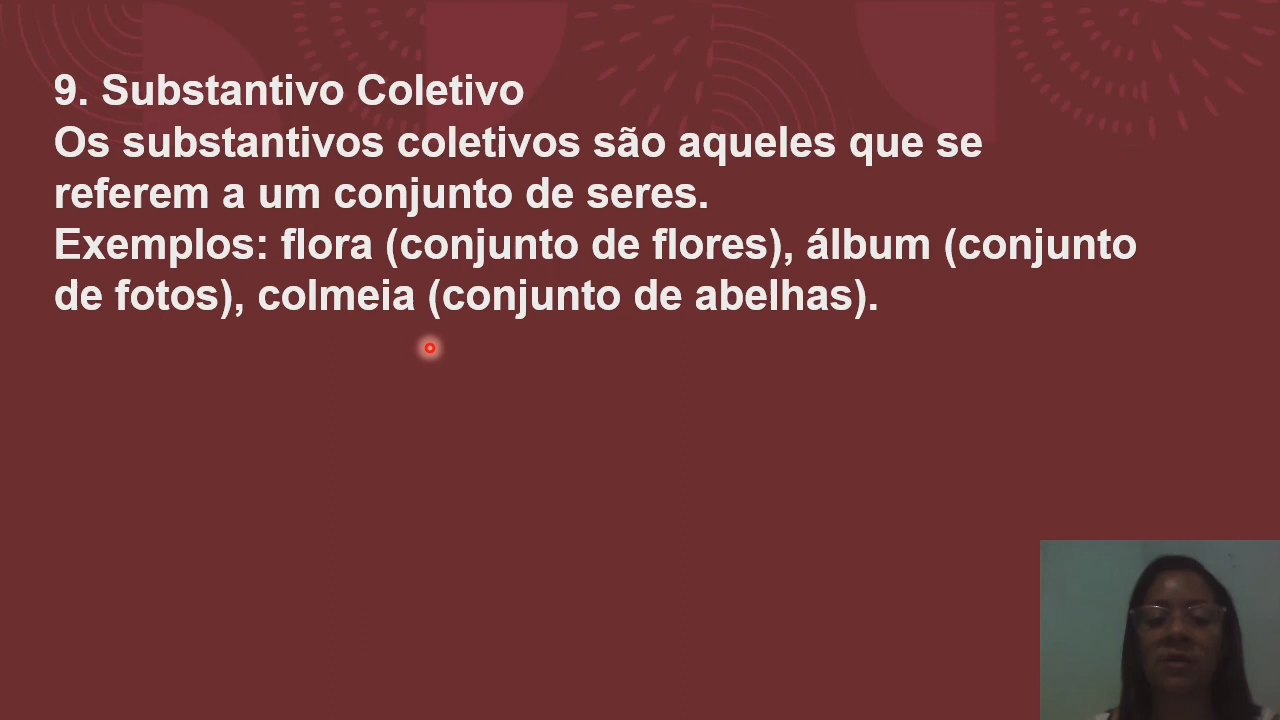 9. Substantivo Coletivo
Os substantivos coletivos são aqueles que se
referem a um conjunto de seres.
Exemplos: flora (conjunto de flores), álbum (conjunto
de fotos), colmeia (conjunto de abelhas).